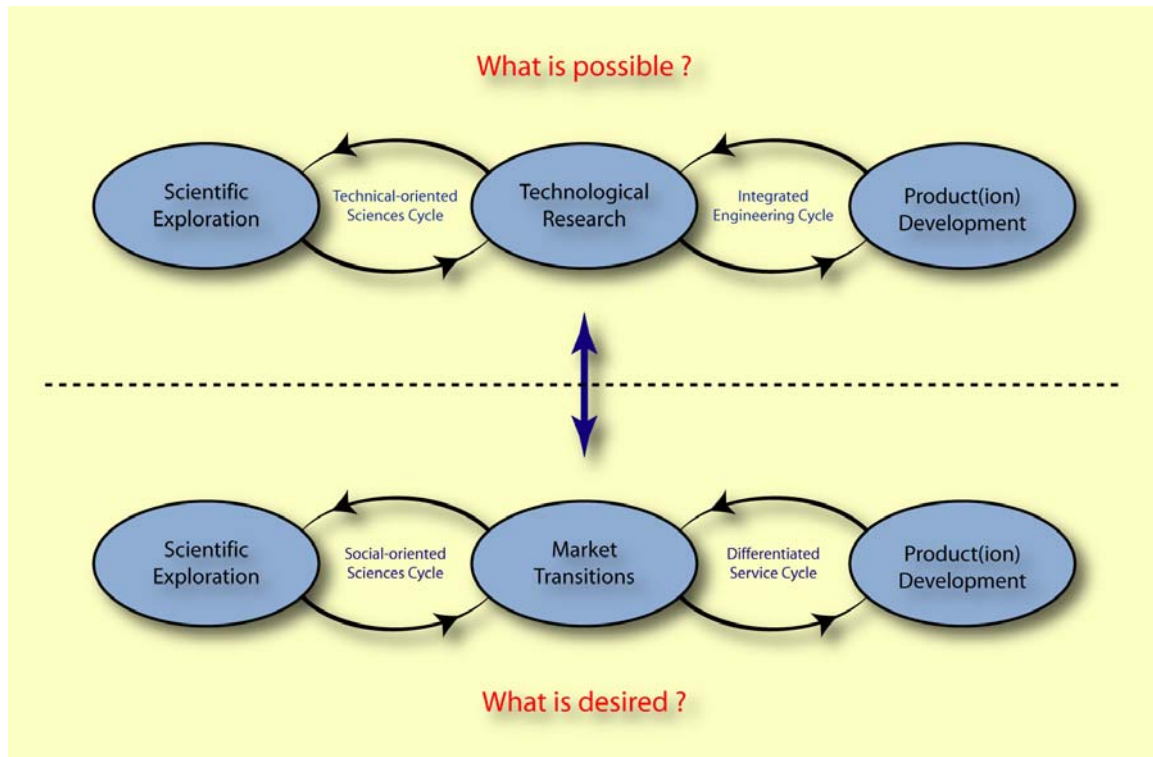 What is possible ?
Scientific
Exploration
Technical-oriented
Sciences Cycle
Technological
Research
Integrated
Engineering Cycle
Product(ion)
Development
Scientific
Exploration
Social-oriented
Sciences Cycle
Market
Transitions
Differentiated
Service Cycle
Product(ion)
Development
What is desired ?